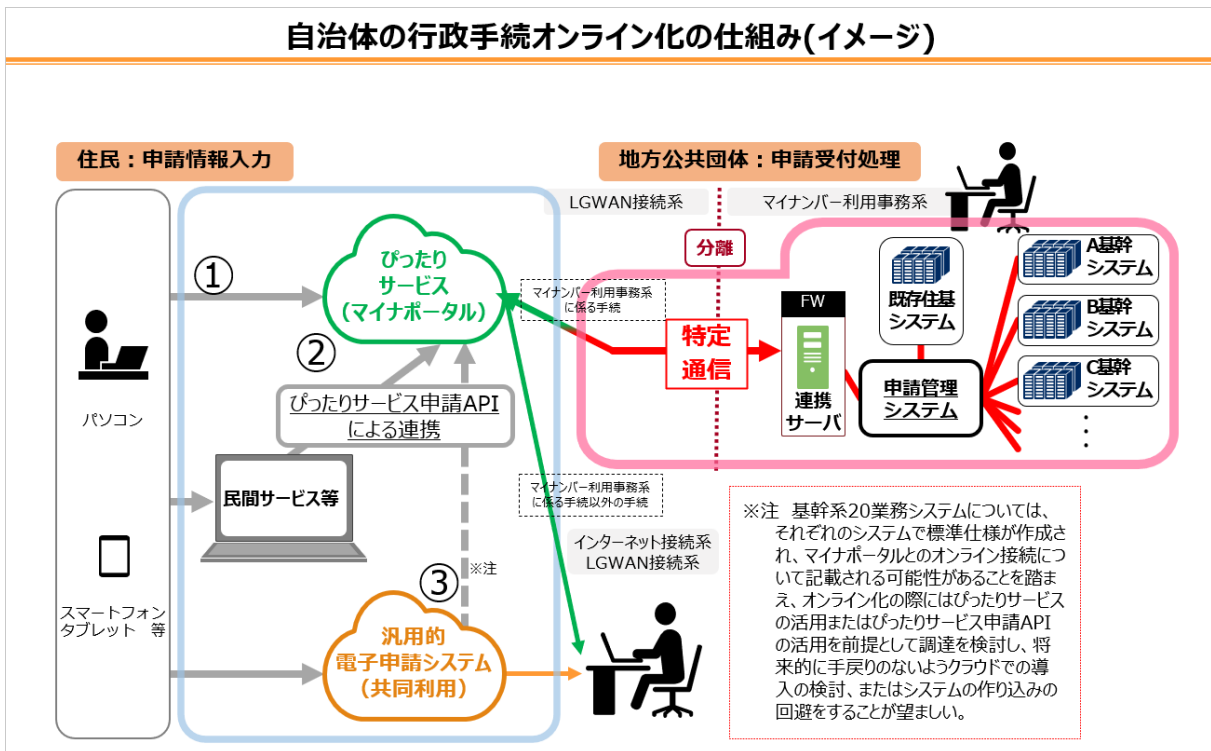 自治体の行政手続オンライン化の仕組み(イメージ)
住民：申請情報入力
地方公共団体：申請受付処理
LGWAN接続系
マイナンバー利用事務系
分離
①
ぴったり
サービス
（マイナポータル）
マイナンバー利用事務系
に係る手続
特定
通信
FW
連携
サーバ
既存住基
システム
申請管理
システム
A基幹
システム
B基幹
システム
C基幹
システム
・
・
・
パソコン
②
ぴったりサービス申請API
による連携
民間サービス等
マイナンバー利用事務系
に係る手続以外の手続
インターネット接続系
LGWAN接続系
スマートフォン
タブレット　等
③
※注
汎用的
電子申請システム
（共同利用）
※注　基幹系20業務システムについては、
それぞれのシステムで標準仕様が作成さ
れ、マイナポータルとのオンライン接続につ
いて記載される可能性があることを踏ま
え、オンライン化の際にはぴったりサービス
の活用またはぴったりサービス申請API
の活用を前提として調達を検討し、将
来的に手戻りのないようクラウドでの導
入の検討、またはシステムの作り込みの
回避をすることが望ましい。